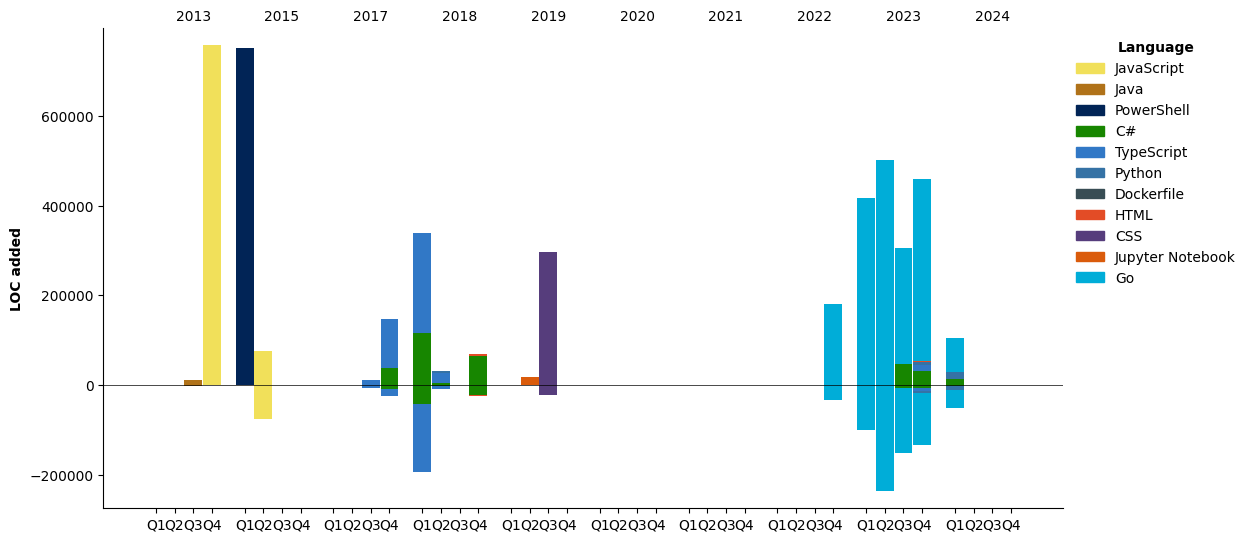 2013 2015 2017 2018 2019 2020 2021 2022 2023 2024
Language
JavaScript
Java
PowerShell
C#
TypeScript
Python
Dockerfile
HTML
CSS
Jupyter Notebook
Go
LOC added
600000
400000
200000
0
−200000
Q1Q2Q3Q4 Q1Q2Q3Q4 Q1Q2Q3Q4 Q1Q2Q3Q4 Q1Q2Q3Q4 Q1Q2Q3Q4 Q1Q2Q3Q4 Q1Q2Q3Q4 Q1Q2Q3Q4 Q1Q2Q3Q4